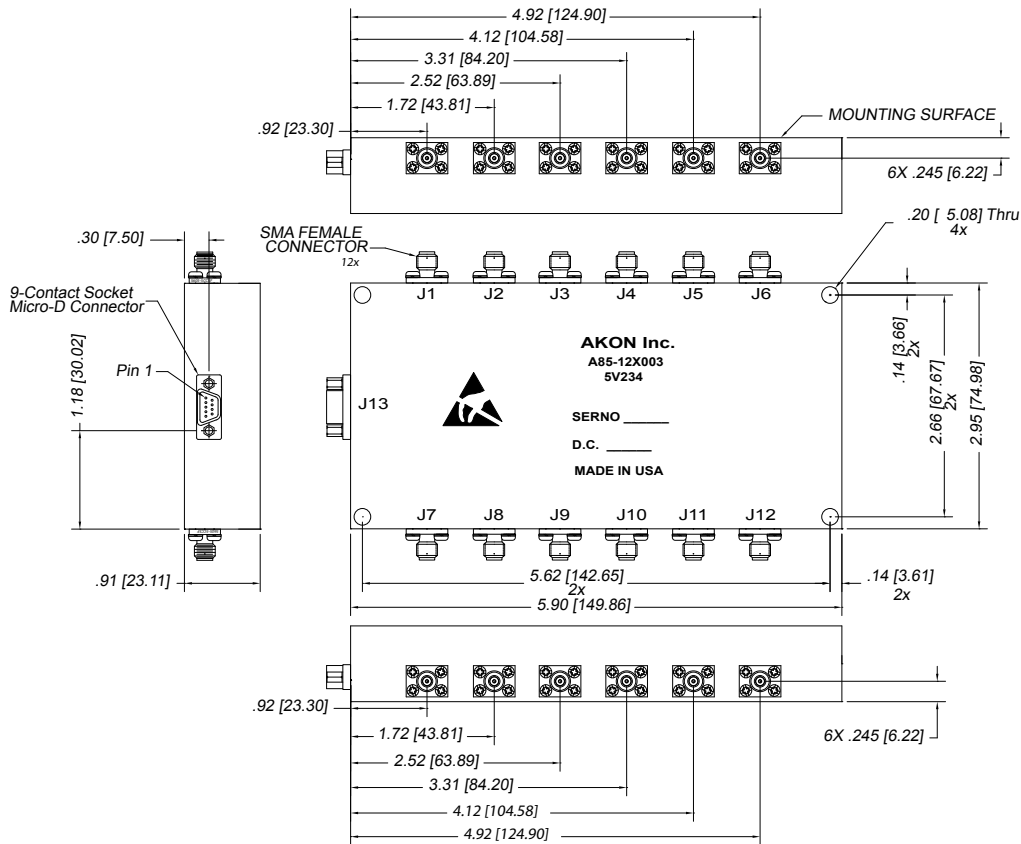 4.92 [124.90]
4.12 [104.58]
3.31 [84.20]
2.52 [63.89]
1.72 [43.81]
.92 [23.30]
MOUNTING SURFACE
6X .245 [6.22]
.30 [7.50]
SMA FEMALE
CONNECTOR
12x
.20 [ 5.08] Thru
4x
9-Contact Socket
Micro-D Connector
Pin 1
1.18 [30.02]
.91 [23.11]
J1 J2 J3 J4 J5 J6
AKON Inc.
A85-12X003
5V234
J13
SERNO ______
D.C. ______
MADE IN USA
J7 J8 J9 J10 J11 J12
.14 [3.66]
2x
2.66 [67.67]
2x
2.95 [74.98]
5.62 [142.65]
2x
.14 [3.61]
2x
5.90 [149.86]
.92 [23.30]
1.72 [43.81]
2.52 [63.89]
3.31 [84.20]
4.12 [104.58]
4.92 [124.90]
6X .245 [6.22]